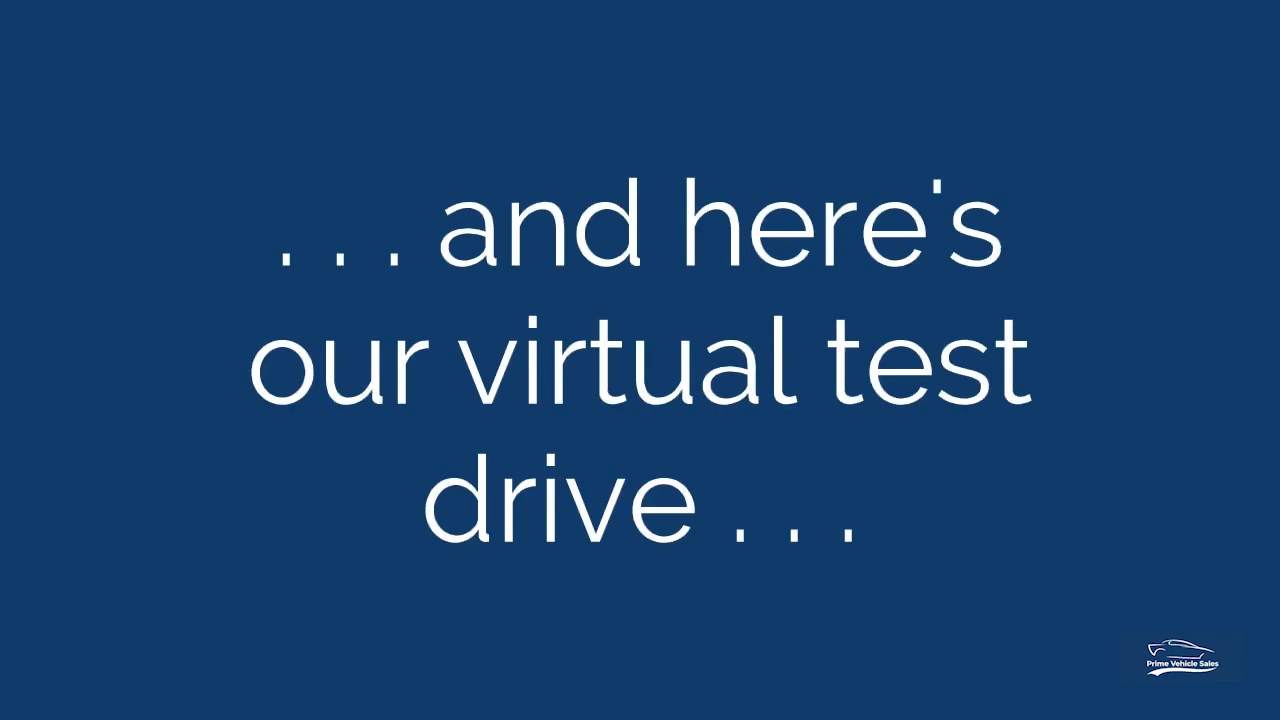 . . . and here's
our virtual test
drive . . .
Prime Vehicle Sales